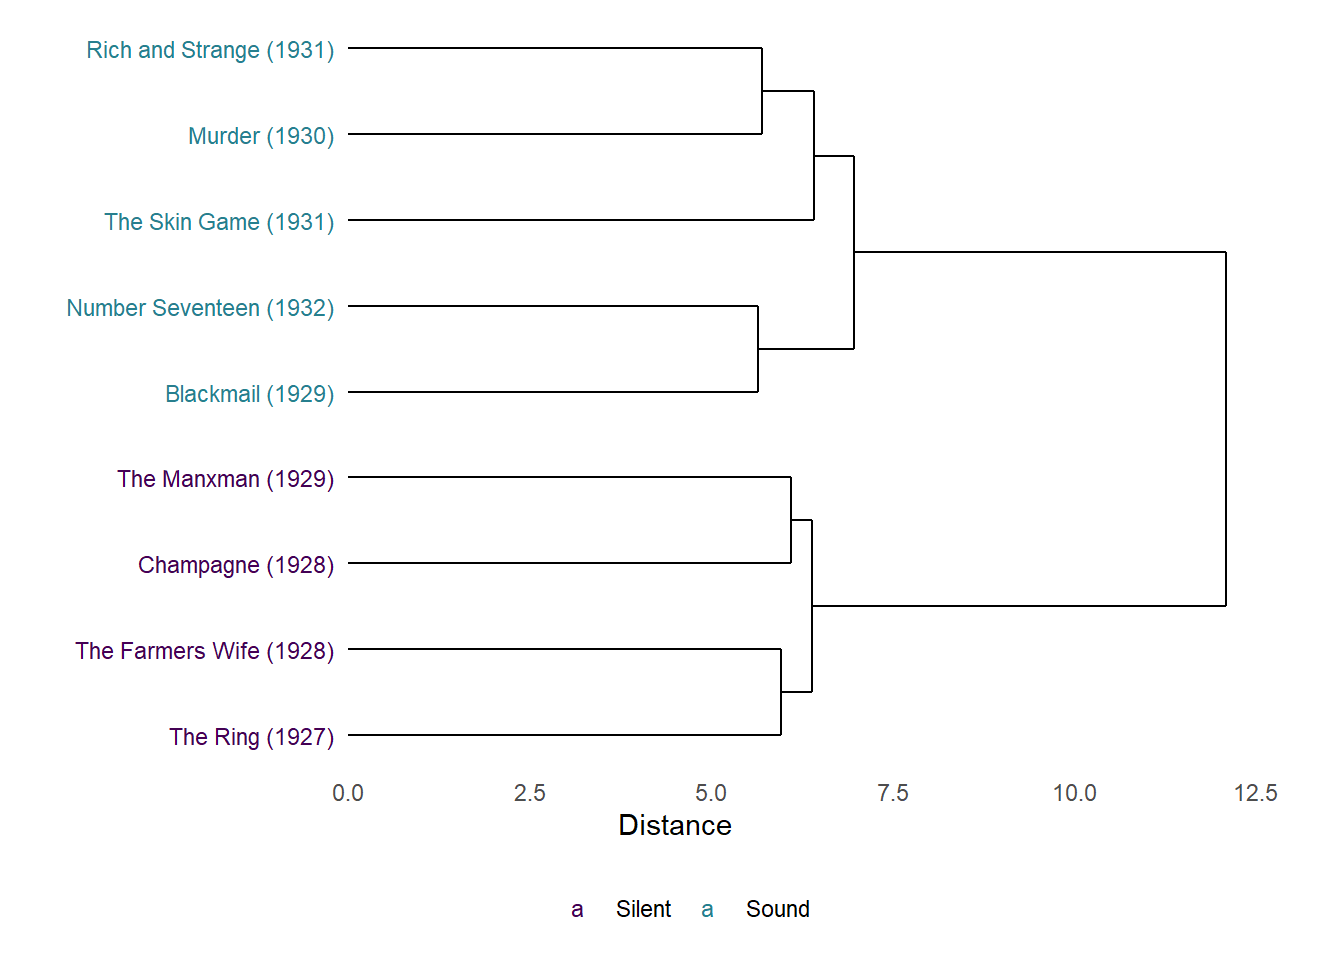 Rich and Strange (1931)
Murder (1930)
The Skin Game (1931)
Number Seventeen (1932)
Blackmail (1929)
The Manxman (1929)
Champagne (1928)
The Farmers Wife (1928)
The Ring (1927)
0.0 2.5 5.0 7.5 10.0 12.5
Distance
a Silent a Sound